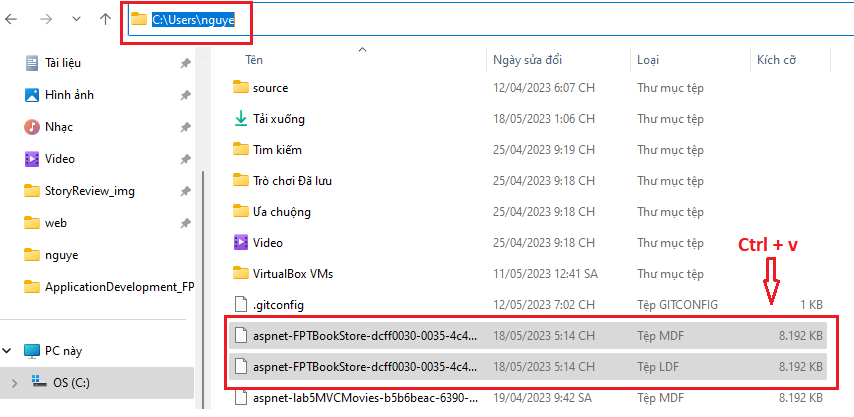 C:\Users\nguye
Tài liệu
Hình ảnh
Nhạc
Video
StoryReview_img
web
nguye
ApplicationDevelopment_FP
PC này
OS (C:)
Tên Ngày sửa đổi Loại Kích cỡ
source 12/04/2023 6:07 CH Thư mục tệp
Tải xuống 18/05/2023 1:06 CH Thư mục tệp
Tìm kiếm 25/04/2023 9:19 CH Thư mục tệp
Trò chơi Đã lưu 25/04/2023 9:18 CH Thư mục tệp
Ưa chuộng 25/04/2023 9:18 CH Thư mục tệp
Video 25/04/2023 9:18 CH Thư mục tệp
VirtualBox VMs 11/05/2023 12:41 SA Thư mục tệp
Ctrl + v
.gitconfig 12/05/2023 7:02 CH Tệp GITCONFIG 1 KB
aspnet-FPTBookStore-dcff0030-0035-4c4... 18/05/2023 5:14 CH Tệp MDF 8.192 KB
aspnet-FPTBookStore-dcff0030-0035-4c4... 18/05/2023 5:14 CH Tệp LDF 8.192 KB
aspnet-lab5MVCMovies-b5b6beac-6390-... 19/04/2023 9:42 SA Tệp MDF 8.192 KB